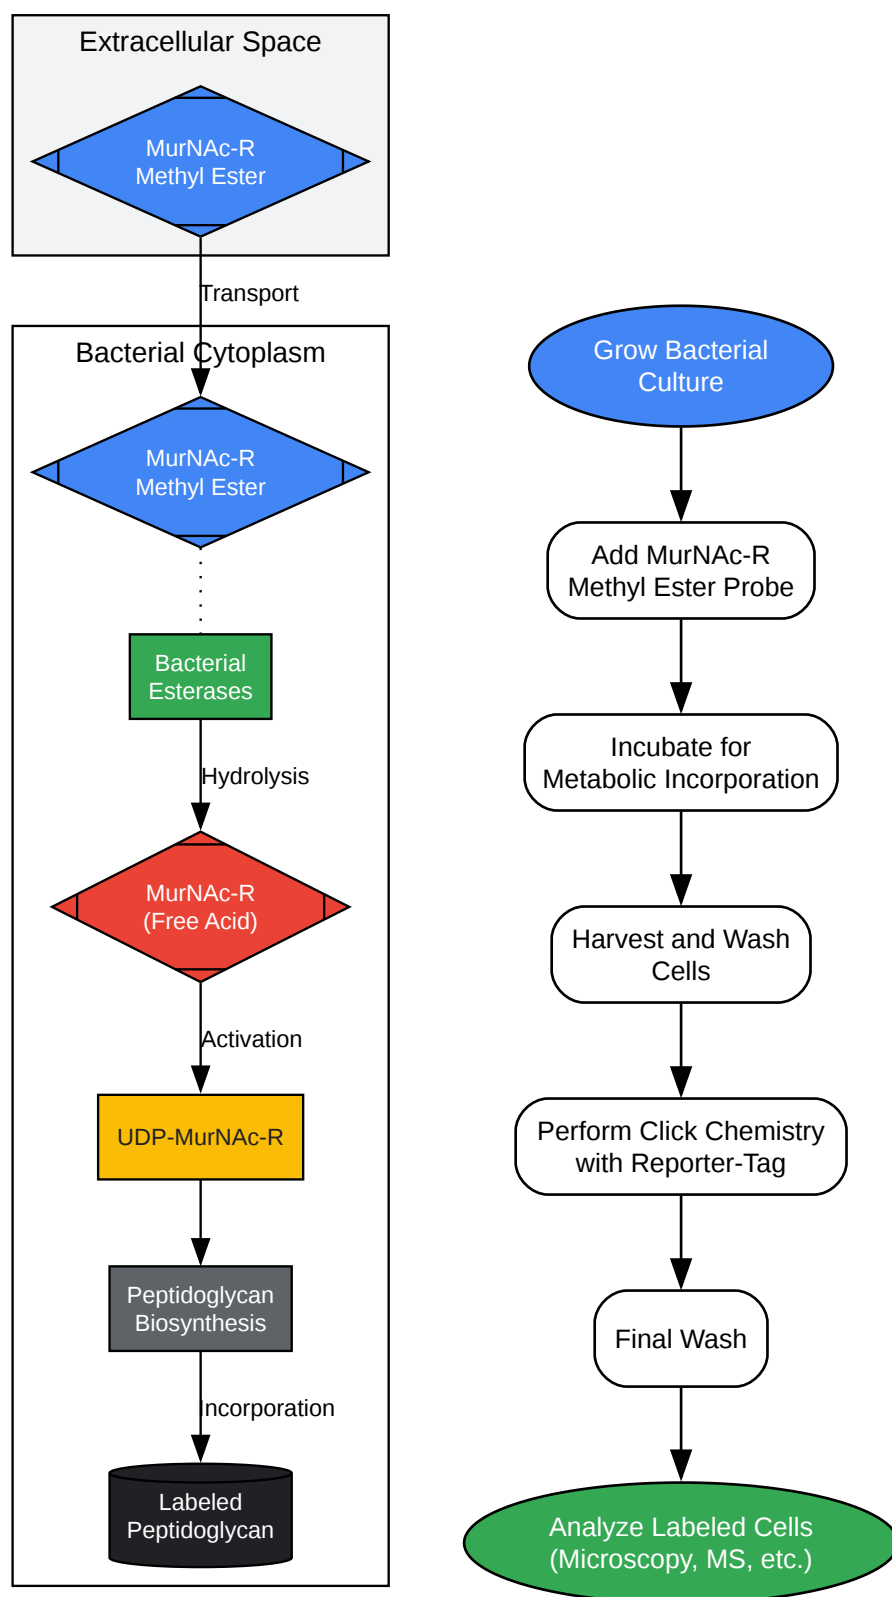 Extracellular Space
MurNAc-R
Methyl Ester
Transport
Bacterial Cytoplasm
MurNAc-R
Methyl Ester
Bacterial
Esterases
Hydrolysis
MurNAc-R
(Free Acid)
Activation
UDP-MurNAc-R
Peptidoglycan
Biosynthesis
Incorporation
Labeled
Peptidoglycan
Grow Bacterial
Culture
Add MurNAc-R
Methyl Ester Probe
Incubate for
Metabolic Incorporation
Harvest and Wash
Cells
Perform Click Chemistry
with Reporter-Tag
Final Wash
Analyze Labeled Cells
(Microscopy, MS, etc.)